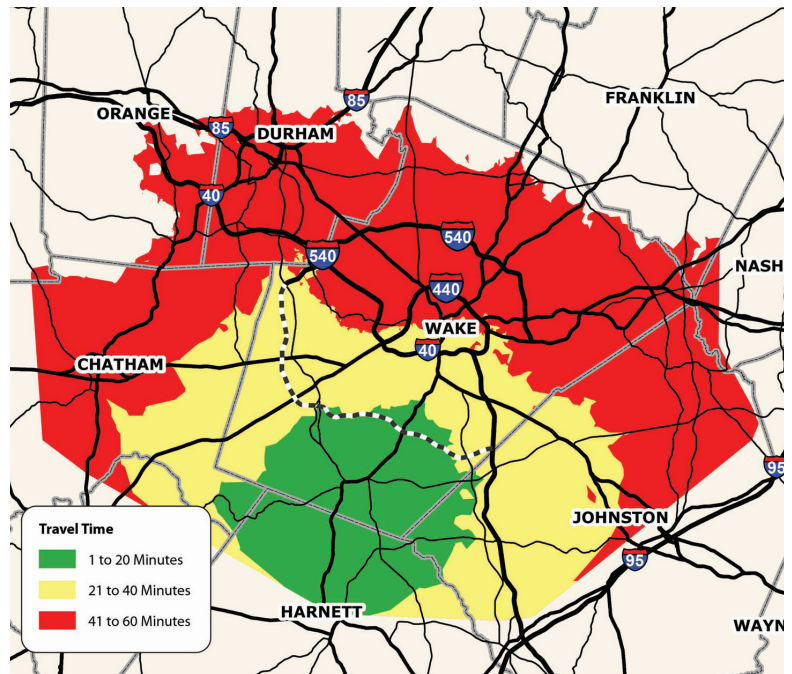 85
ORANGE
FRANKLIN
85
DURHAM
40
540
540
NASH
440
WAKE
40
CHATHAM
95
Travel Time
1 to 20 Minutes
21 to 40 Minutes
41 to 60 Minutes
JOHNSTON
95
HARNETT
WAYN